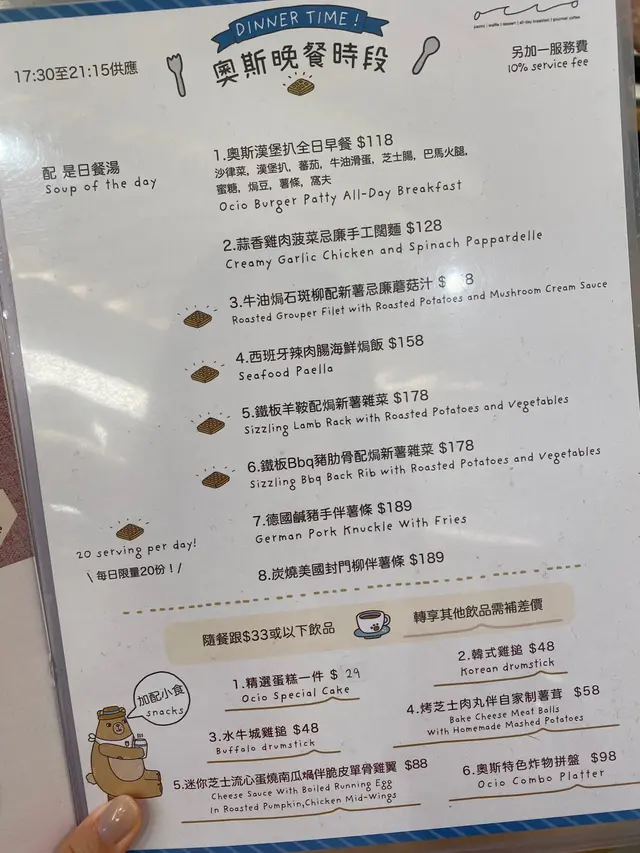 DINNER TIME!
奧斯晚餐時段
17:30至21:15供應
ocio
另加一服務費
10% service fee
配 是日餐湯
Soup of the day
1.奧斯漢堡扒全日早餐 $118
沙律菜, 漢堡扒, 蕃茄, 牛油滑蛋, 芝士腸, 巴馬火腿,
蜜糖, 焗豆, 薯條, 窩夫
Ocio Burger Patty All-Day Breakfast
2.蒜香雞肉菠菜忌廉手工闊麵 $128
Creamy Garlic Chicken and Spinach Pappardelle
3.牛油焗石斑柳配新薯忌廉蘑菇汁
Roasted Grouper Filet with Roasted Potatoes and Mushroom Cream Sauce
4.西班牙辣肉腸海鮮焗飯 $158
Seafood Paella
5.鐵板羊鞍配焗新薯雜菜 $178
Sizzling Lamb Rack with Roasted Potatoes and Vegetables
6.鐵板Bbq豬肋骨配焗新薯雜菜 $178
Sizzling Bbq Back Rib with Roasted Potatoes and Vegetables
7.德國鹹豬手伴薯條 $189
German Pork Knuckle With Fries
20 serving per day!
\ 每日限量20份！/
8.炭燒美國封門柳伴薯條 $189
隨餐跟$33或以下飲品
轉享其他飲品需補差價
加配小食
snacks
1.精選蛋糕一件 $ 29
Ocio Special Cake
2.韓式雞搥 $48
Korean drumstick
3.水牛城雞搥 $48
Buffalo drumstick
4.烤芝士肉丸伴自家制薯茸 $58
Bake Cheese Meat Balls
With Homemade Mashed Potatoes
5.迷你芝士流心蛋燒南瓜煱伴脆皮單骨雞翼 $88
Cheese Sauce With Boiled Running Egg
In Roasted Pumpkin,Chicken Mid-Wings
6.奧斯特色炸物拼盤 $98
Ocio Combo Platter